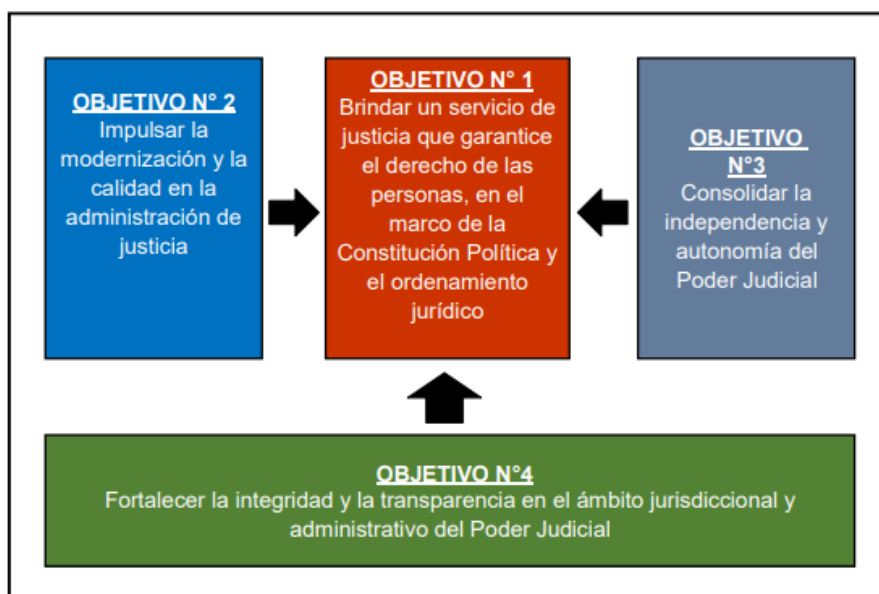 OBJETIVO N° 2
Impulsar la
modernización y la
calidad en la
administración de
justicia
OBJETIVO N° 1
Brindar un servicio de
justicia que garantice
el derecho de las
personas, en el
marco de la
Constitución Política y
el ordenamiento
jurídico
OBJETIVO
N°3
Consolidar la
independencia y
autonomía del
Poder Judicial
OBJETIVO N°4
Fortalecer la integridad y la transparencia en el ámbito jurisdiccional y
administrativo del Poder Judicial